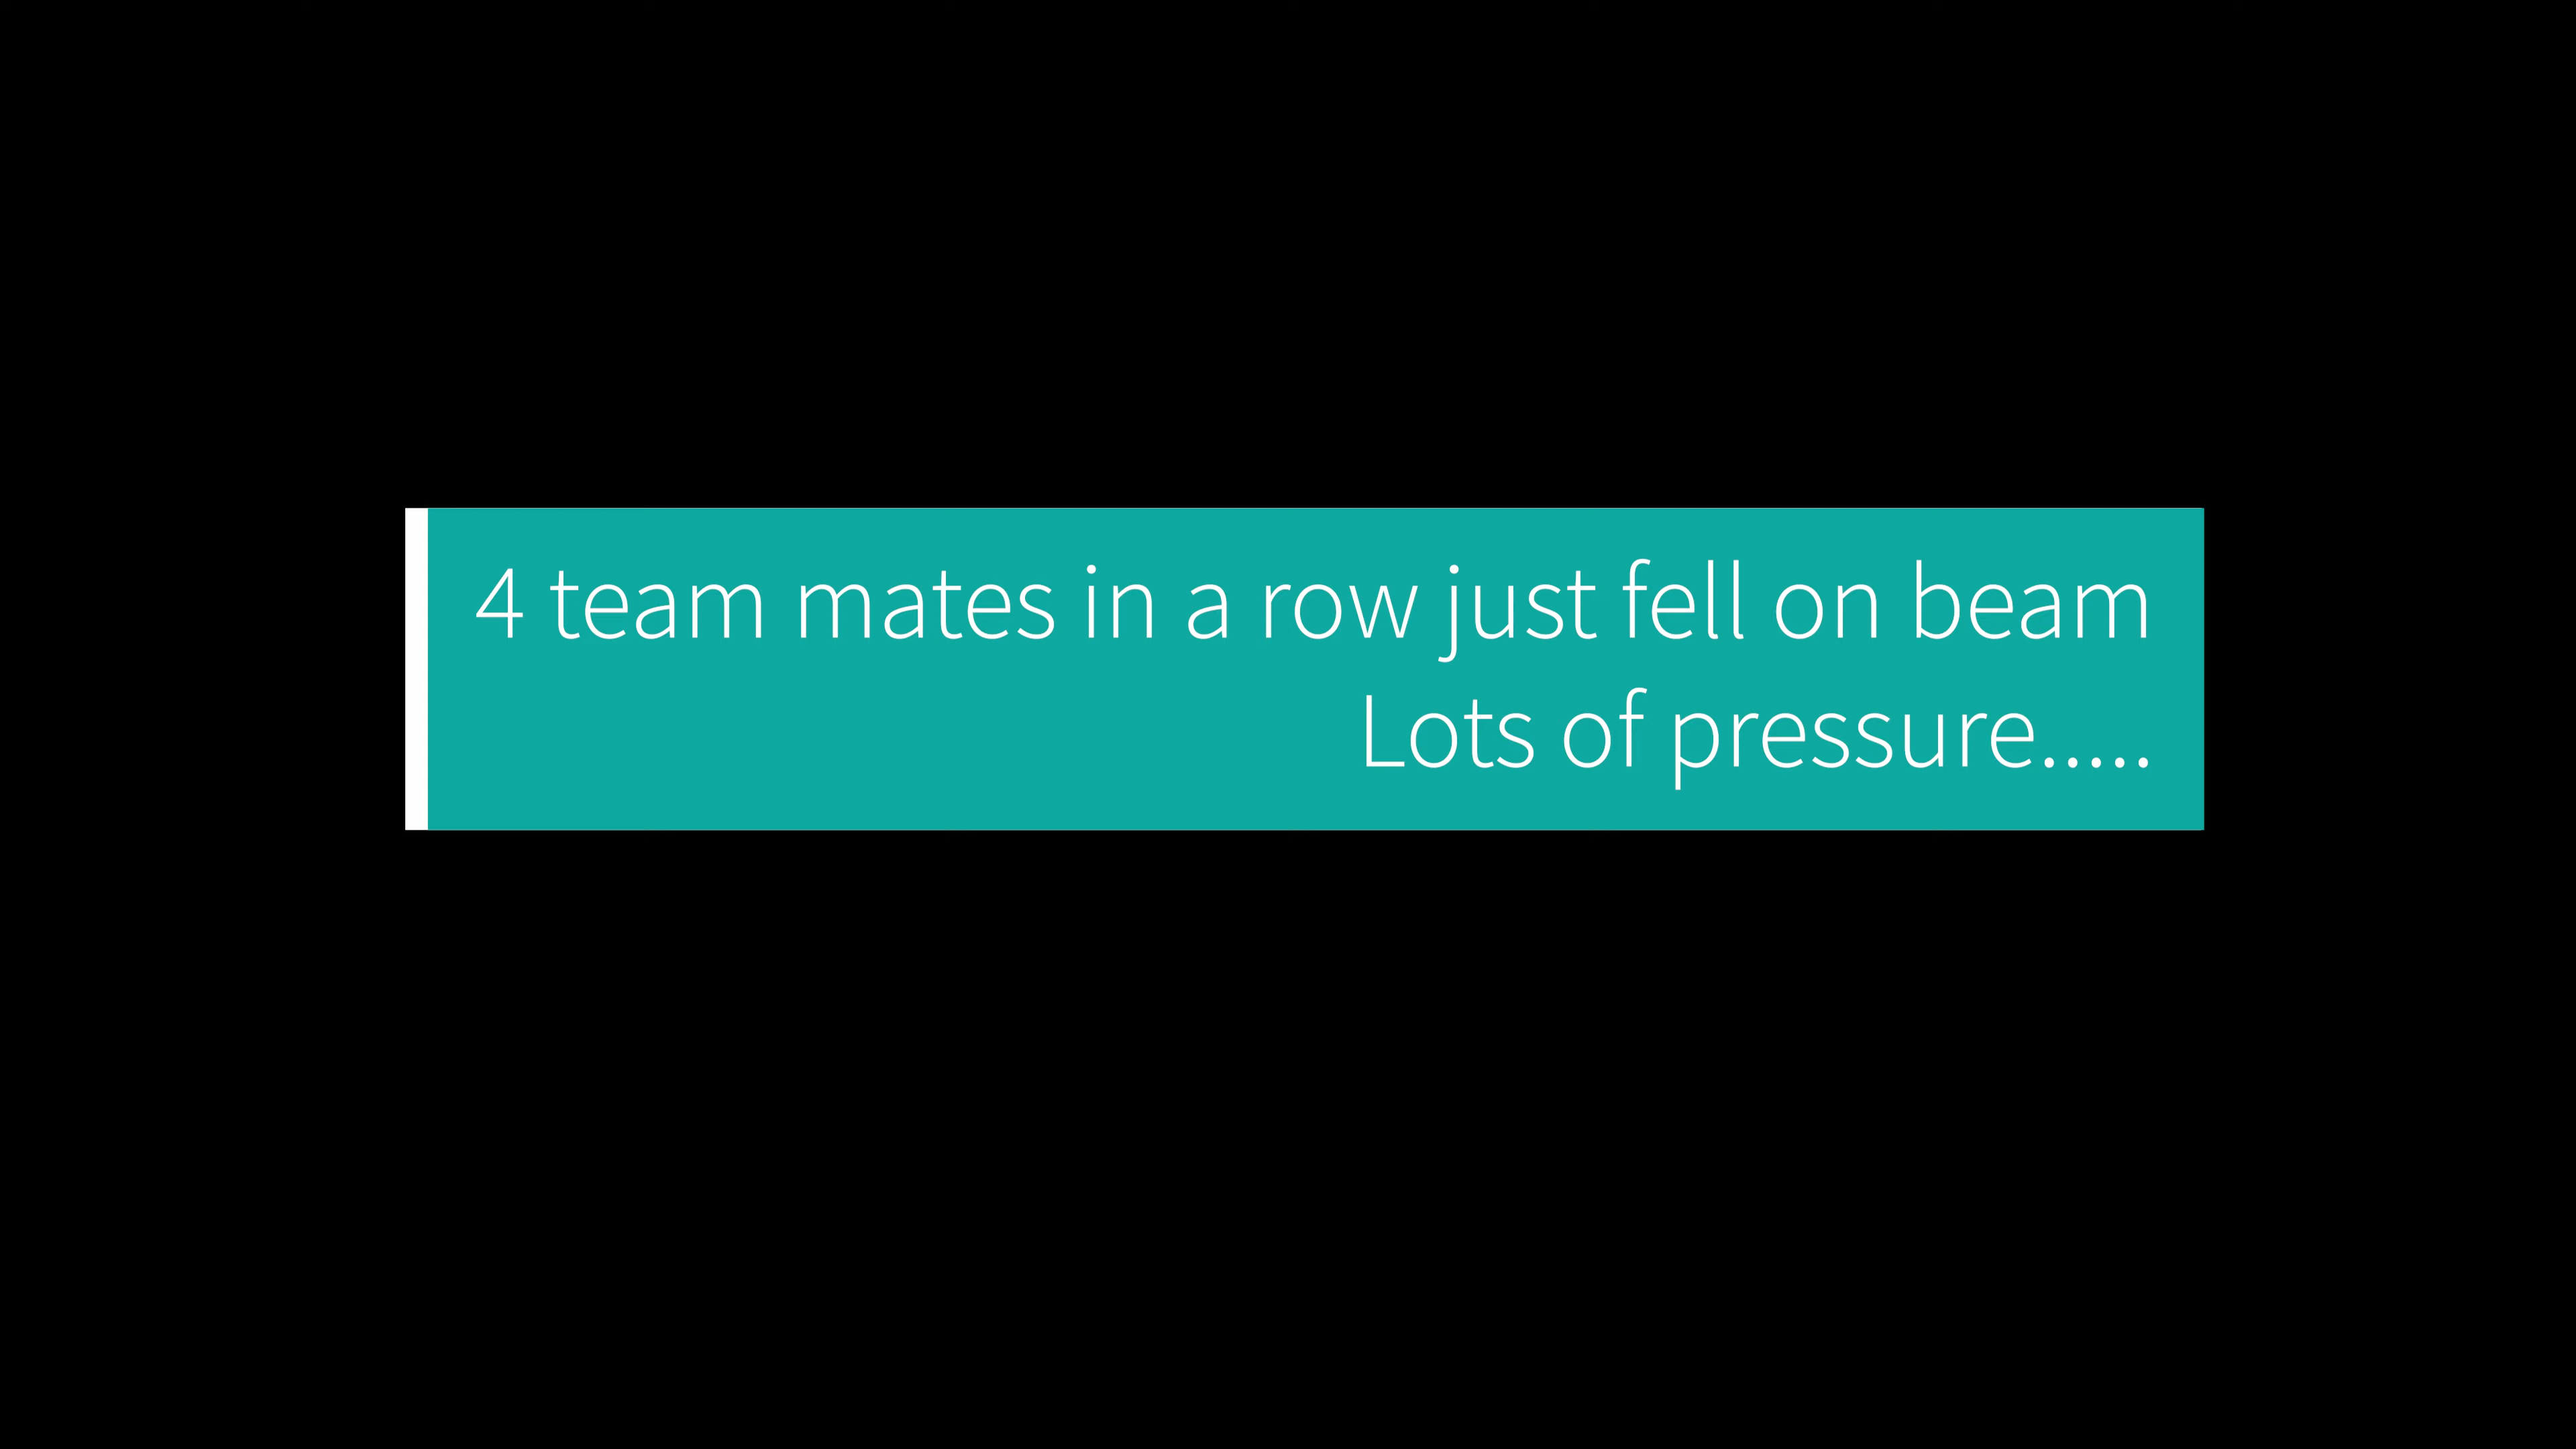 4 team mates in a row just fell on beam
Lots of pressure.....